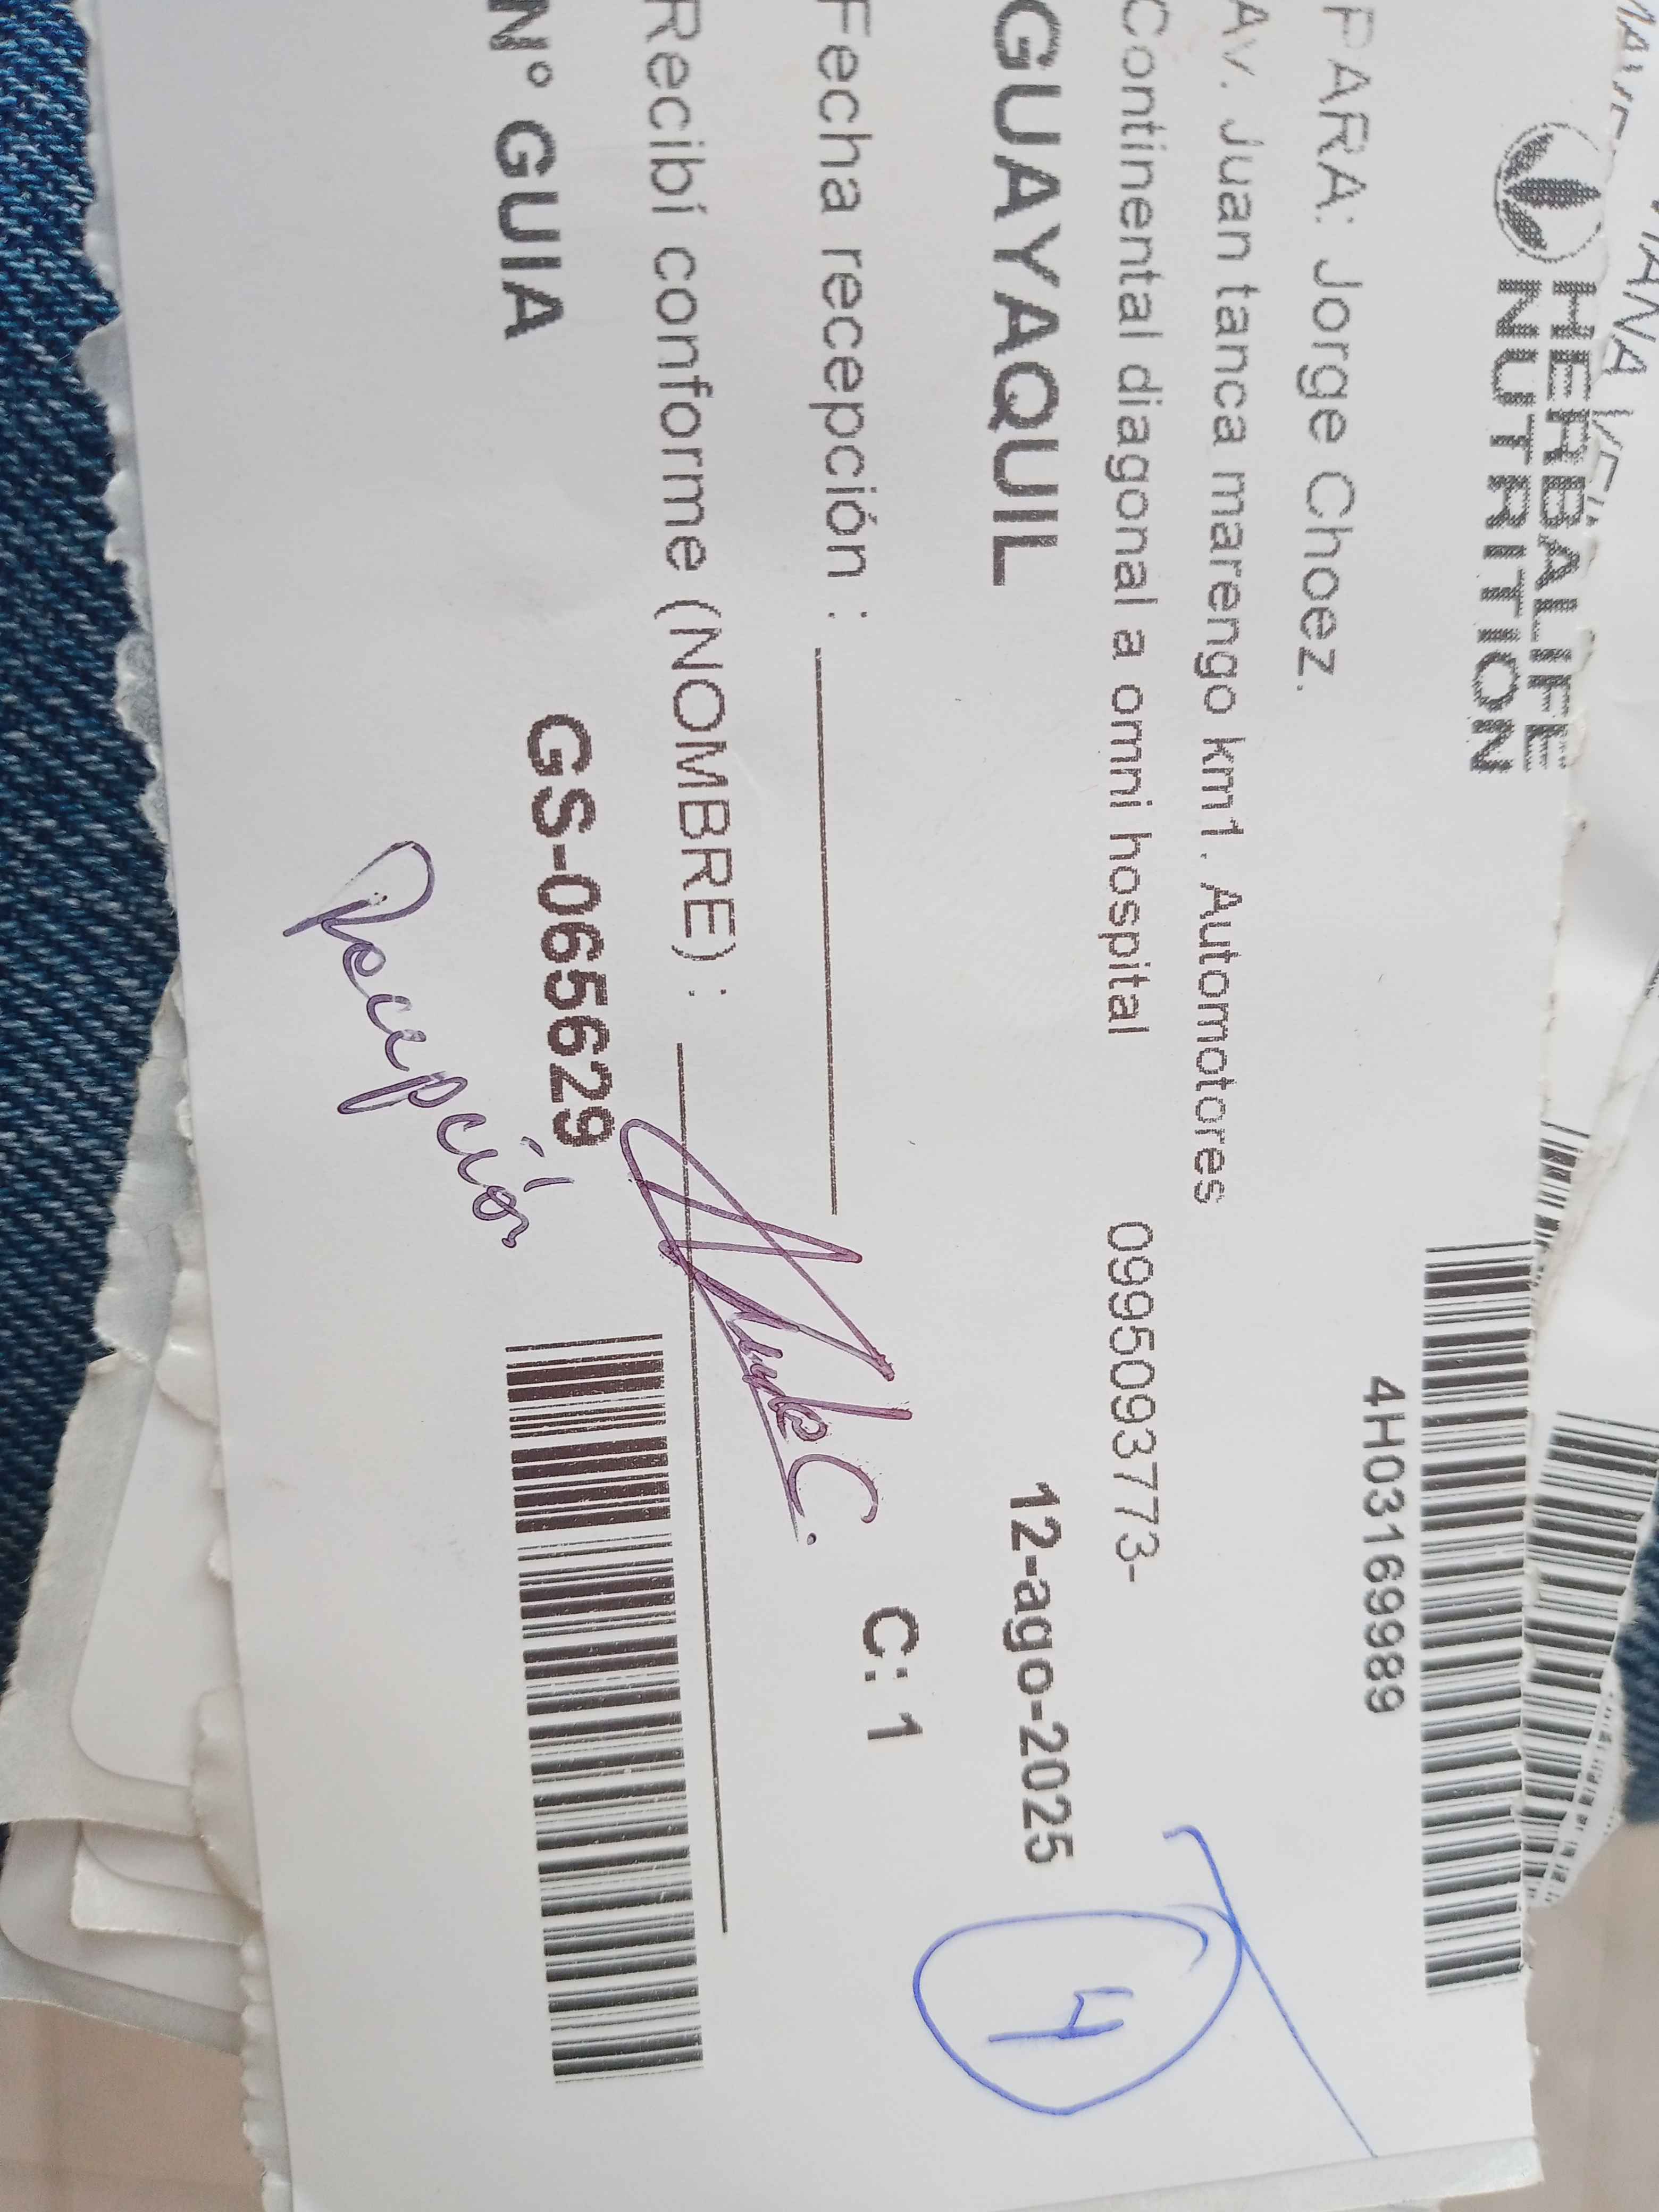 HERBALIFE
NUTRITION
4H03169989
PARA: Jorge Choez.
Av. Juan tanca marengo km1. Automotores
Continental diagonal a omni hospital 0995093773-
GUAYAQUIL 12-ago-2025
4
Fecha recepción : C: 1
Recibí conforme (NOMBRE) :
N° GUIA GS-065629
Recepción